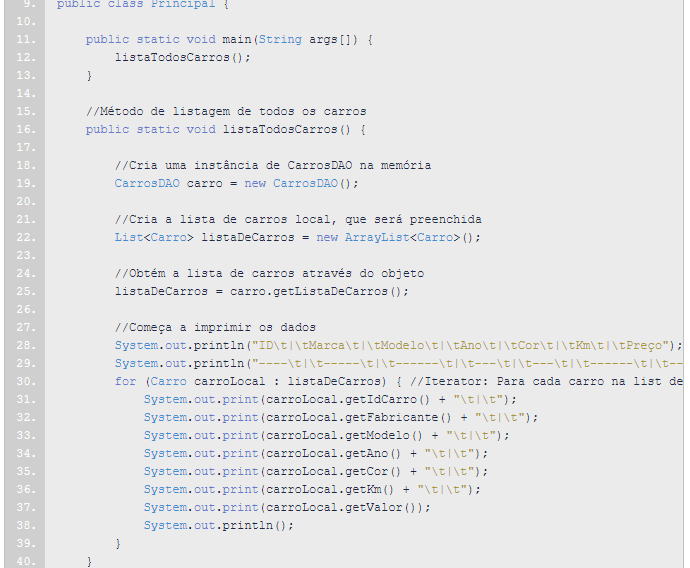 9. public class Principal {
10.
11. public static void main(String args[]) {
12. listaTodosCarros();
13. }
14.
15. //Método de listagem de todos os carros
16. public static void listaTodosCarros() {
17.
18. //Cria uma instância de CarrosDAO na memória
19. CarrosDAO carro = new CarrosDAO();
20.
21. //Cria a lista de carros local, que será preenchida
22. List<Carro> listaDeCarros = new ArrayList<Carro>();
23.
24. //Obtém a lista de carros através do objeto
25. listaDeCarros = carro.getListaDeCarros();
26.
27. //Começa a imprimir os dados
28. System.out.println("ID\t|\tMarca\t|\tModelo\t|\tAno\t|\tCor\t|\tKm\t|\tPreço");
29. System.out.println("----\t|\t-----\t|\t------\t|\t---\t|\t---\t|\t------\t|\t--
30. for (Carro carroLocal : listaDeCarros) { //Iterator: Para cada carro na list de
31. System.out.print(carroLocal.getIdCarro() + "\t|\t");
32. System.out.print(carroLocal.getFabricante() + "\t|\t");
33. System.out.print(carroLocal.getModelo() + "\t|\t");
34. System.out.print(carroLocal.getAno() + "\t|\t");
35. System.out.print(carroLocal.getCor() + "\t|\t");
36. System.out.print(carroLocal.getKm() + "\t|\t");
37. System.out.print(carroLocal.getValor());
38. System.out.println();
39. }
40. }